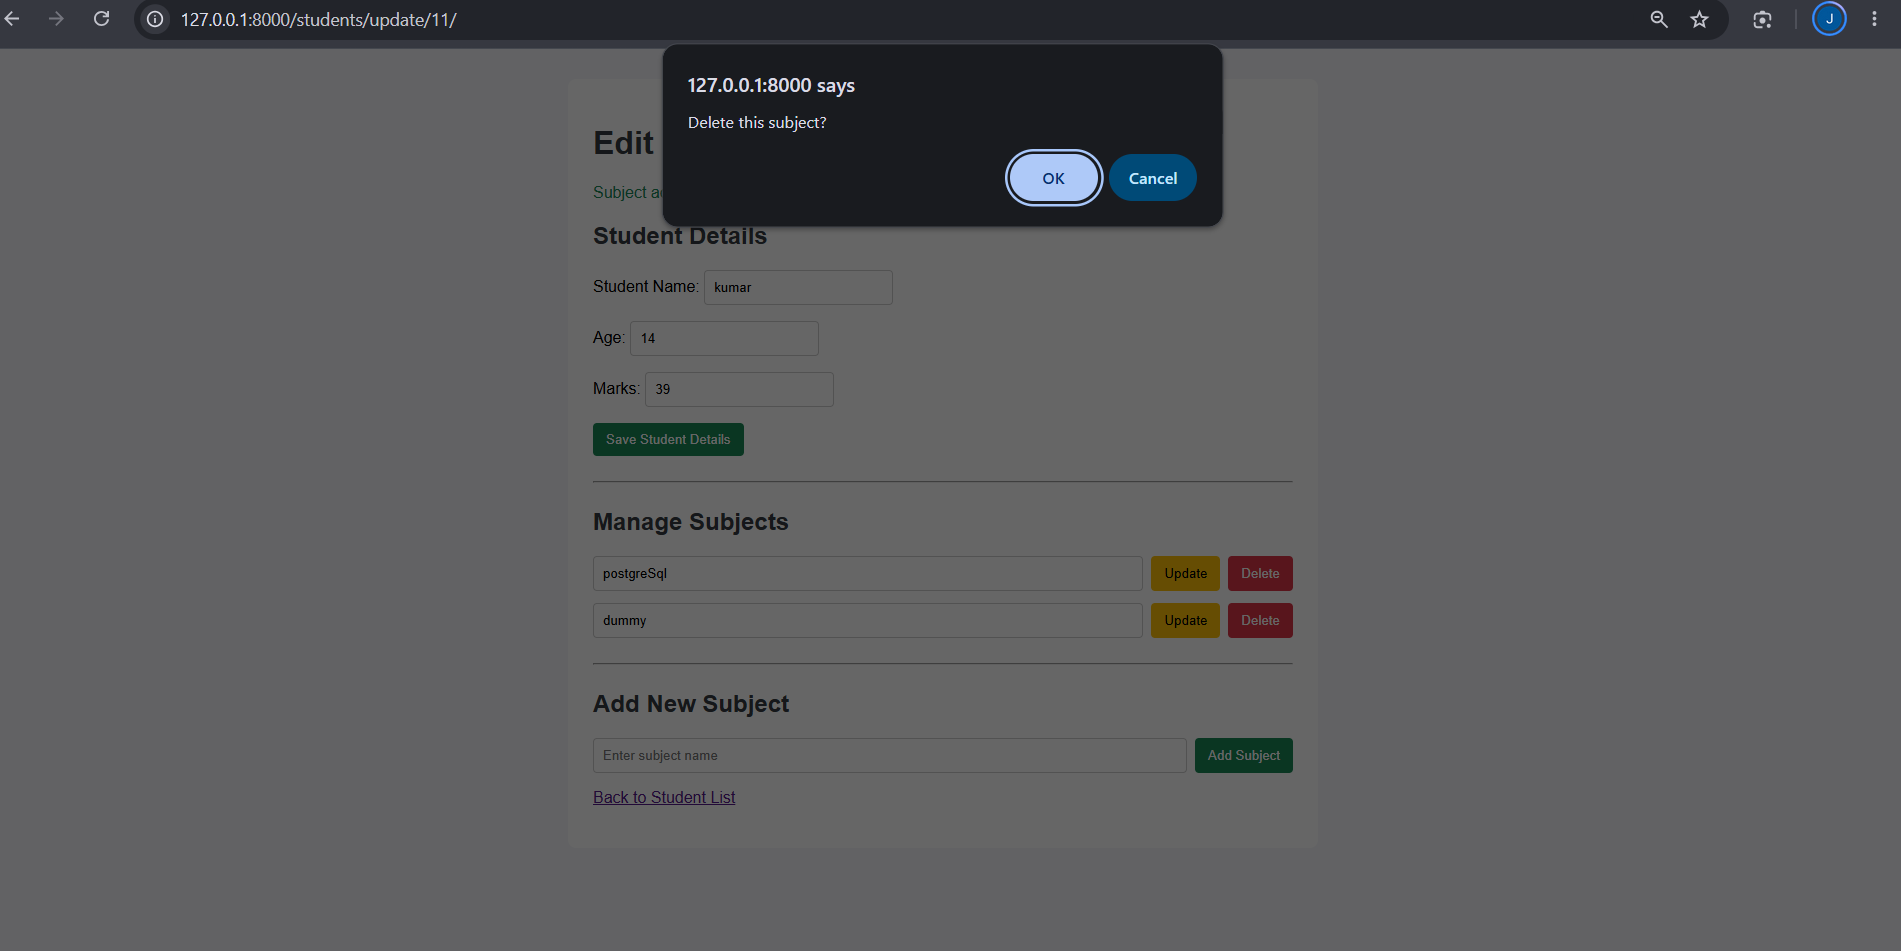 127.0.0.1:8000/students/update/11/
J
127.0.0.1:8000 says
Delete this subject?
OK Cancel
Edit
Subject
Student Details
Student Name: kumar
Age: 14
Marks: 39
Save Student Details
Manage Subjects
postgreSql Update Delete
dummy Update Delete
Add New Subject
Enter subject name Add Subject
Back to Student List